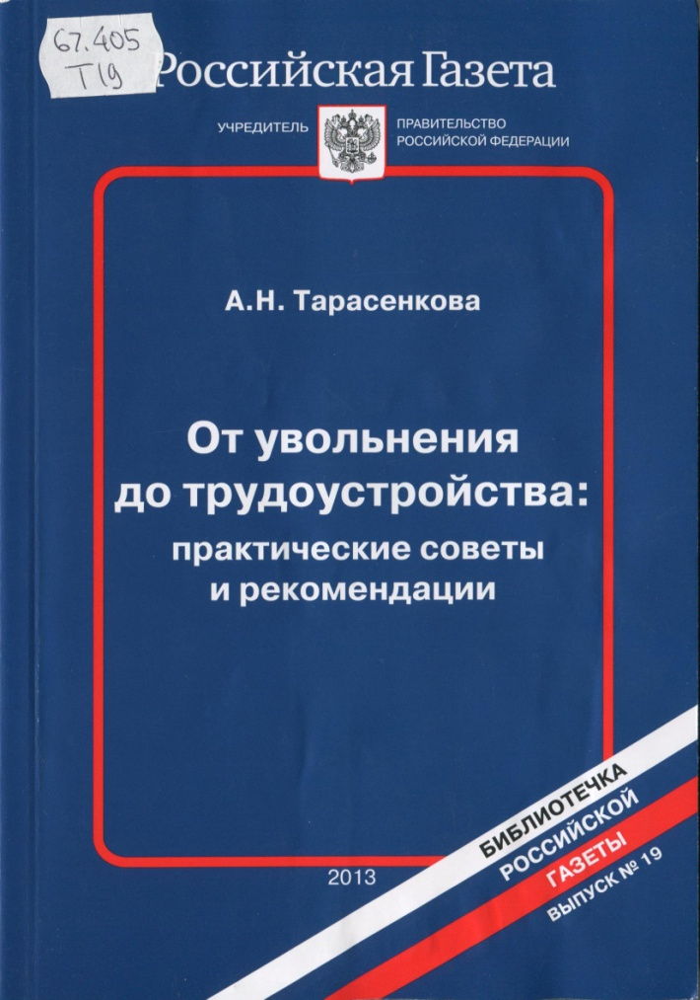 67.405
Т19
Российская Газета
УЧРЕДИТЕЛЬ
ПРАВИТЕЛЬСТВО
РОССИЙСКОЙ ФЕДЕРАЦИИ
А.Н. Тарасенкова
От увольнения
до трудоустройства:
практические советы
и рекомендации
2013
БИБЛИОТЕЧКА
РОССИЙСКОЙ
ГАЗЕТЫ
ВЫПУСК № 19